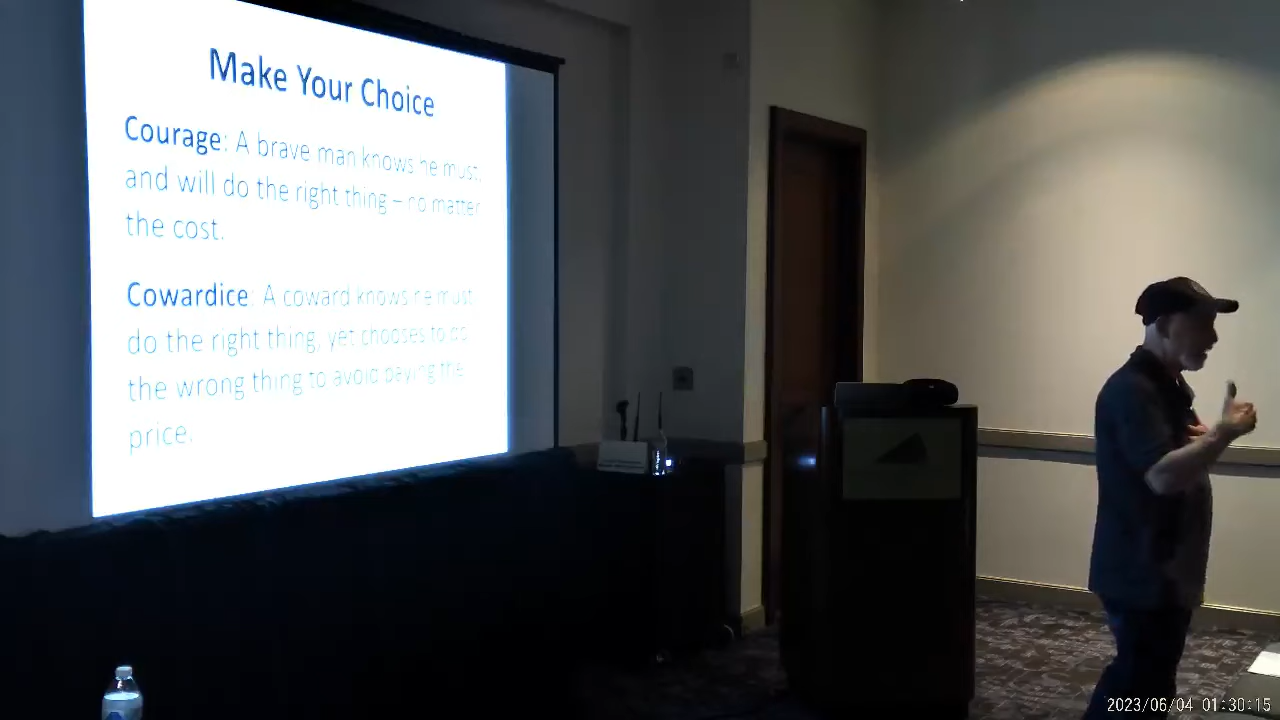 Make Your Choice
Courage: A brave man knows he must,
and will do the right thing – no matter
the cost.
Cowardice: A coward knows he must
do the right thing, yet chooses to do
the wrong thing to avoid paying the
price.
2023/06/04 01:30:15